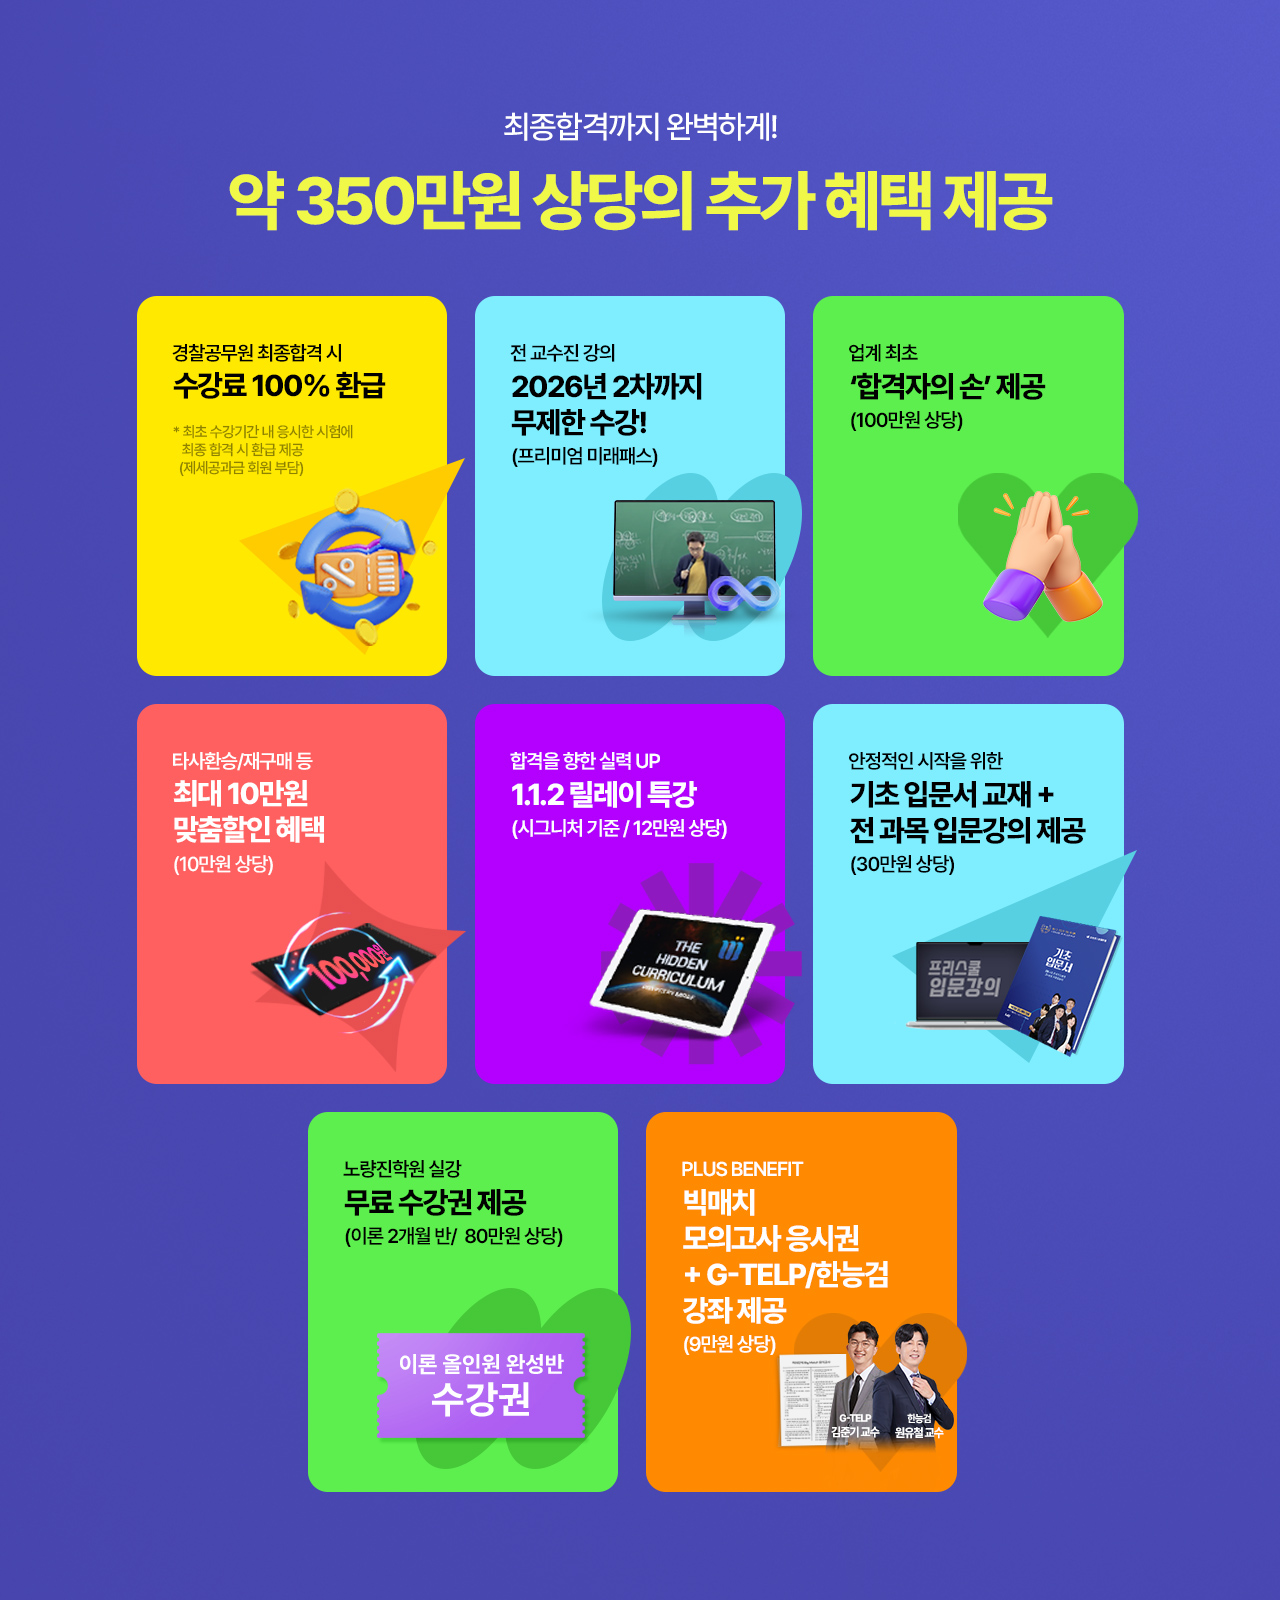 최종합격까지 완벽하게!
약 350만원 상당의 추가 혜택 제공
경찰공무원 최종합격 시
수강료 100% 환급
* 최초 수강기간 내 응시한 시험에
최종 합격 시 환급 제공
(제세공과금 회원 부담)
전 교수진 강의
2026년 2차까지
무제한 수강!
(프리미엄 미래패스)
업계 최초
‘합격자의 손’ 제공
(100만원 상당)
타사환승/재구매 등
최대 10만원
맞춤할인 혜택
(10만원 상당)
100,000원
합격을 향한 실력 UP
1.1.2 릴레이 특강
(시그니처 기준 / 12만원 상당)
THE
HIDDEN
CURRICULUM
안정적인 시작을 위한
기초 입문서 교재 +
전 과목 입문강의 제공
(30만원 상당)
프리스쿨
입문강의
기초
입문서
노량진학원 실강
무료 수강권 제공
(이론 2개월 반/ 80만원 상당)
이론 올인원 완성반
수강권
PLUS BENEFIT
빅매치
모의고사 응시권
+ G-TELP/한능검
강좌 제공
(9만원 상당)
G-TELP
김준기 교수
한능검
원유철 교수